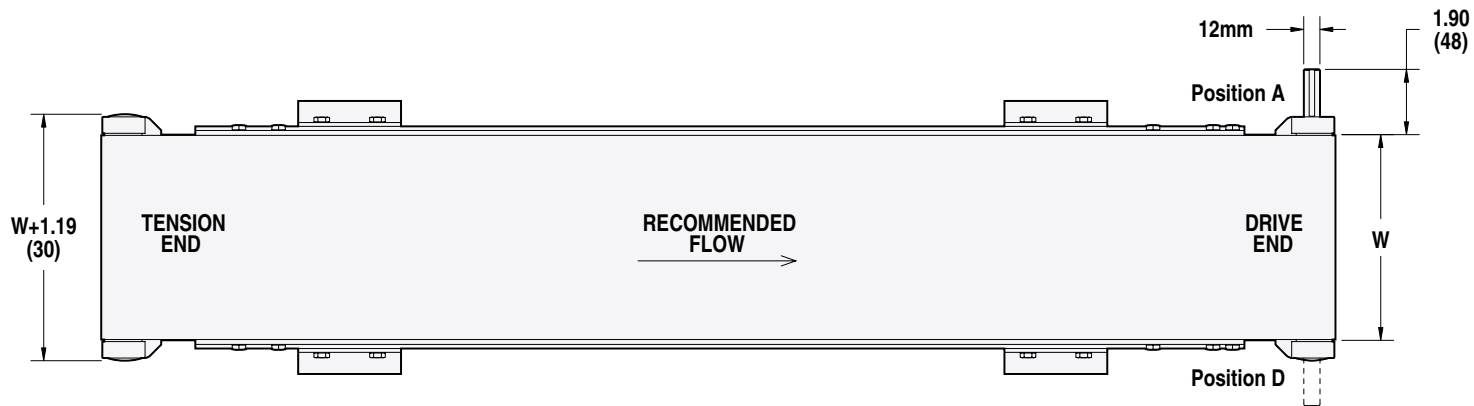 12mm
1.90
(48)
Position A
W+1.19
(30)
TENSION
END
RECOMMENDED
FLOW
DRIVE
END
W
Position D